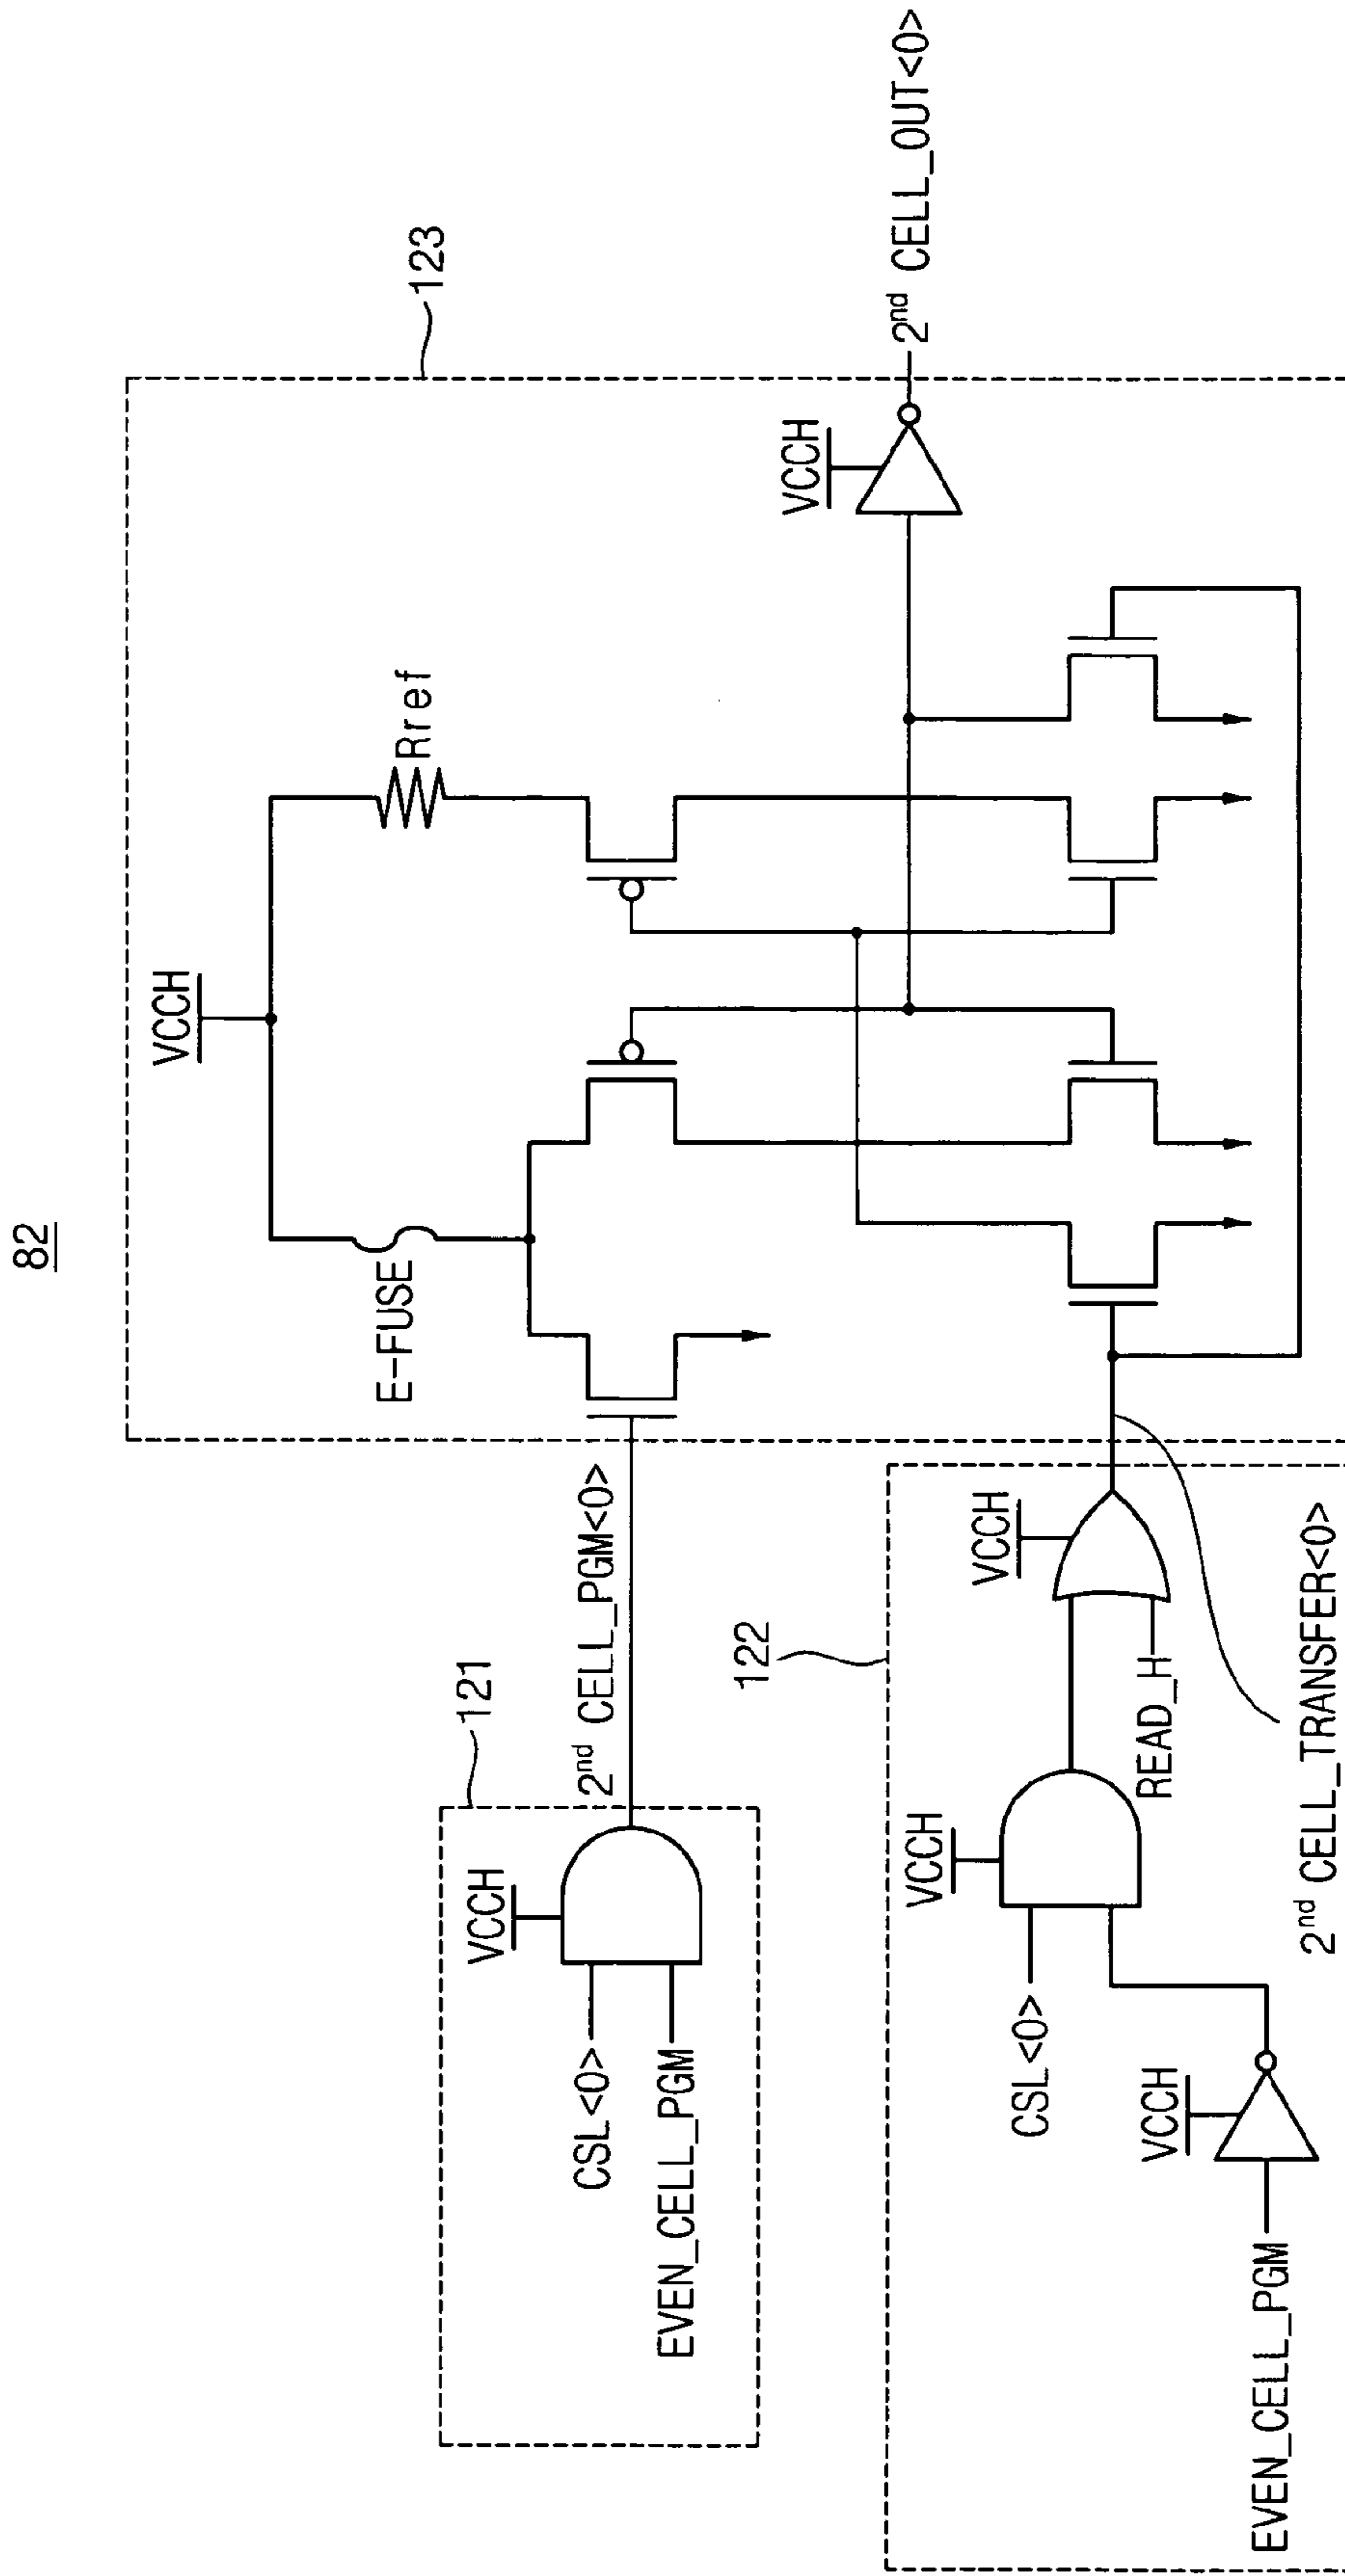 82
VCCH
E-FUSE
Rref
123
VCCH
2nd CELL_OUT<0>
121
VCCH
CSL<0>
EVEN_CELL_PGM
2nd CELL_PGM<0>
122
VCCH
CSL<0>
VCCH
EVEN_CELL_PGM
VCCH
READ_H
2nd CELL_TRANSFER<0>